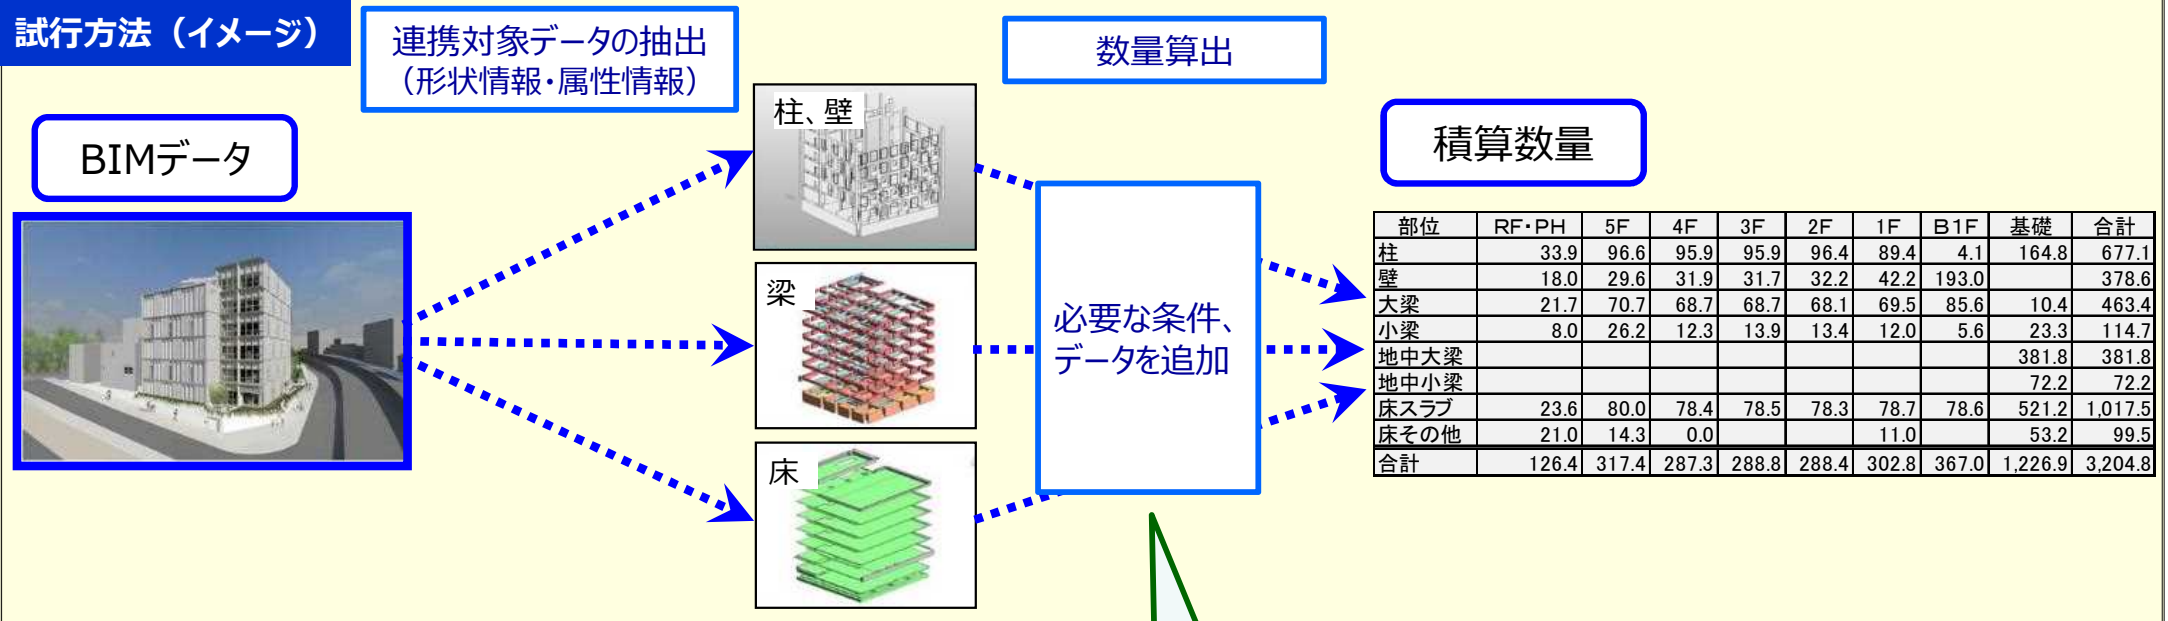 試行方法（イメージ）
連携対象データの抽出
（形状情報・属性情報）
数量算出
BIMデータ
柱、壁
梁
床
必要な条件、
データを追加
積算数量
部位 RF・PH 5F 4F 3F 2F 1F B1F 基礎 合計
柱 33.9 96.6 95.9 95.9 96.4 89.4 4.1 164.8 677.1
壁 18.0 29.6 31.9 31.7 32.2 42.2 193.0 378.6
大梁 21.7 70.7 68.7 68.7 68.1 69.5 85.6 10.4 463.4
小梁 8.0 26.2 12.3 13.9 13.4 12.0 5.6 23.3 114.7
地中大梁 381.8 381.8
地中小梁 72.2 72.2
床スラブ 23.6 80.0 78.4 78.5 78.3 78.7 78.6 521.2 1,017.5
床その他 21.0 14.3 0.0 11.0 53.2 99.5
合計 126.4 317.4 287.3 288.8 288.4 302.8 367.0 1,226.9 3,204.8